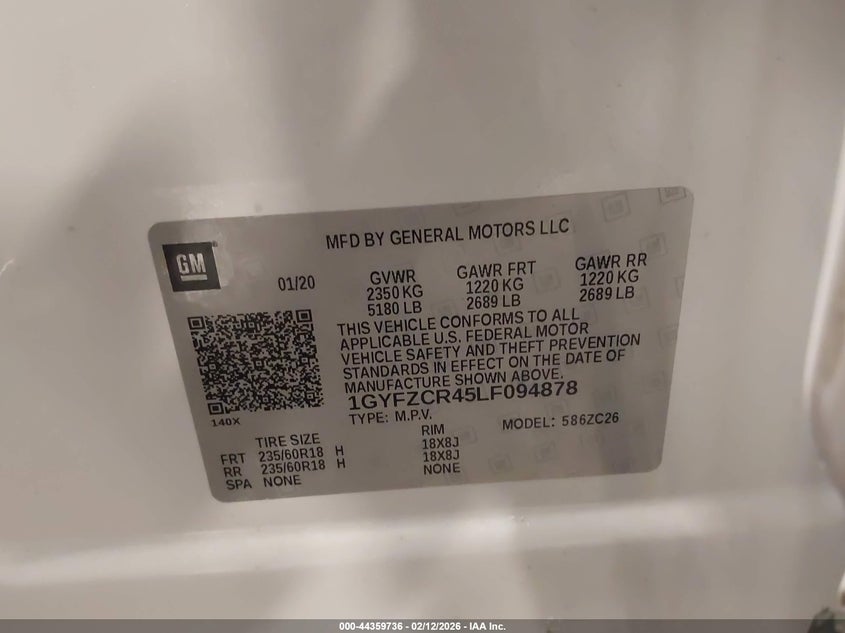 MFD BY GENERAL MOTORS LLC
GM
01/20
GVWR GAWR FRT GAWR RR
2350 KG 1220 KG 1220 KG
5180 LB 2689 LB 2689 LB
THIS VEHICLE CONFORMS TO ALL
APPLICABLE U.S. FEDERAL MOTOR
VEHICLE SAFETY AND THEFT PREVENTION
STANDARDS IN EFFECT ON THE DATE OF
MANUFACTURE SHOWN ABOVE.
1GYFZCR45LF094878
140X
TYPE: M.P.V. MODEL: 586ZC26
TIRE SIZE RIM
FRT 235/60R18 H 18X8J
RR 235/60R18 H 18X8J
SPA NONE NONE
000-44359736 - 02/12/2026 - IAA Inc.